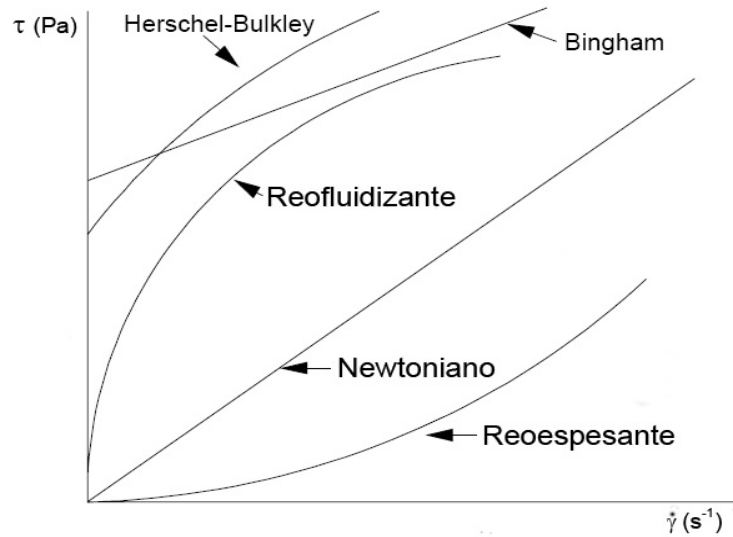 τ (Pa)
Herschel-Bulkley
Bingham
Reofluidizante
Newtoniano
Reoespesante
γ̇ (s⁻¹)